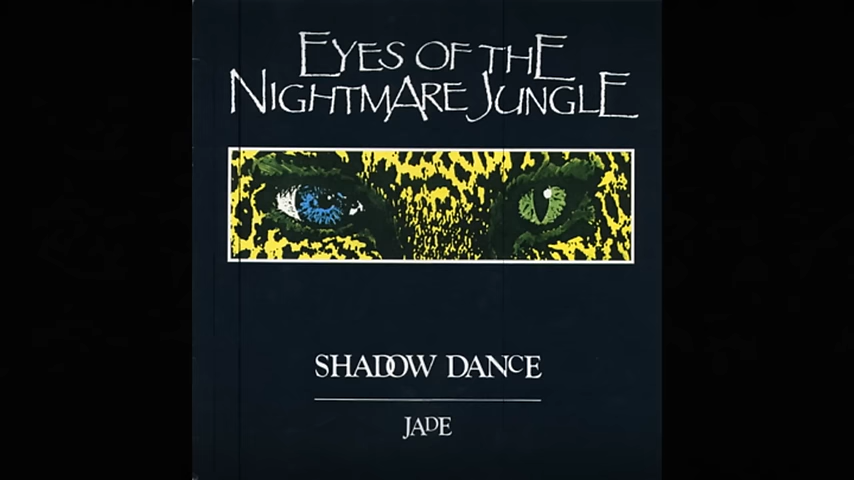 EYES OF THE
NIGHTMARE JUNGLE
SHADOW DANCE
JADE